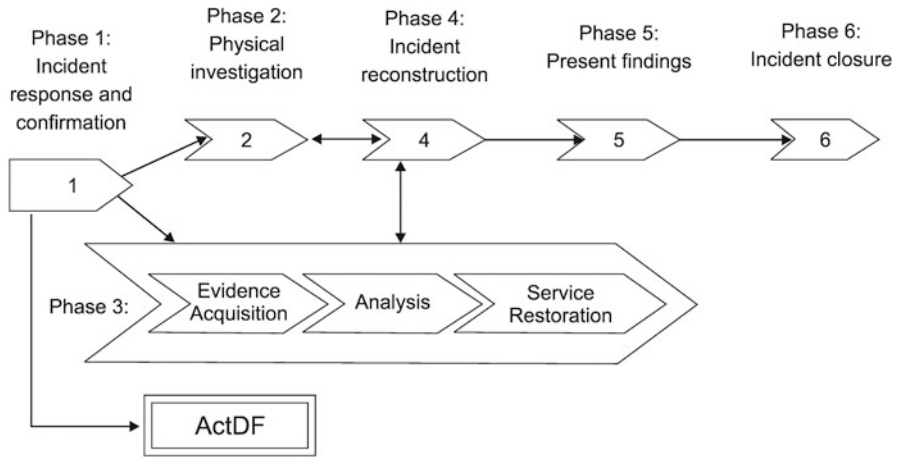 Phase 1:
Incident
response and
confirmation
Phase 2:
Physical
investigation
Phase 4:
Incident
reconstruction
Phase 5:
Present findings
Phase 6:
Incident closure
1
2
4
5
6
Phase 3:
Evidence
Acquisition
Analysis
Service
Restoration
ActDF